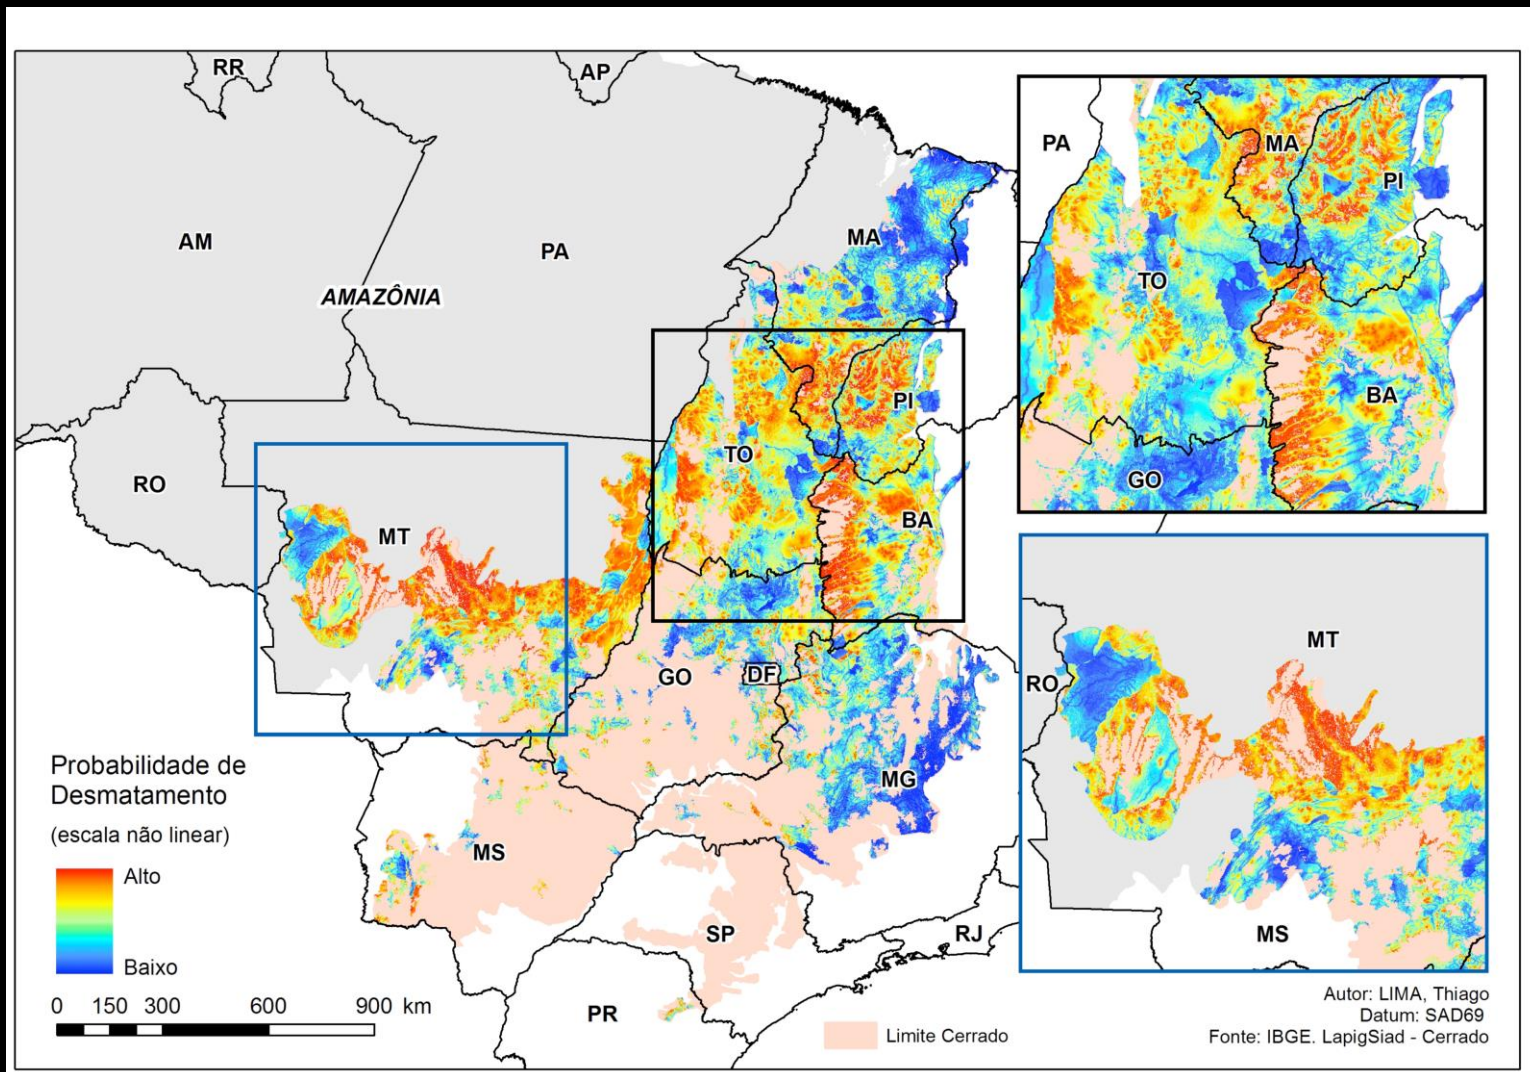 RR
AP
AM
PA
MA
AMAZÔNIA
PI
TO
RO
BA
MT
GO
DF
MG
MS
SP
RJ
PR
PA
MA
PI
TO
BA
GO
MT
RO
MS
Probabilidade de
Desmatamento
(escala não linear)
Alto
Baixo
0 150 300 600 900 km
Limite Cerrado
Autor: LIMA, Thiago
Datum: SAD69
Fonte: IBGE. LapigSiad - Cerrado